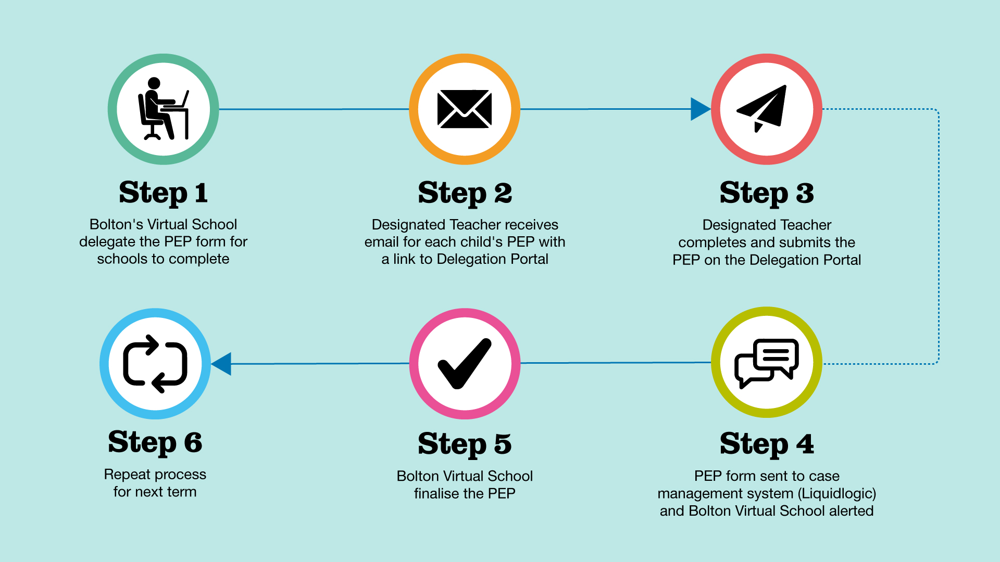 Step 1
Bolton's Virtual School
delegate the PEP form for
schools to complete
Step 2
Designated Teacher receives
email for each child's PEP with
a link to Delegation Portal
Step 3
Designated Teacher
completes and submits the
PEP on the Delegation Portal
Step 4
PEP form sent to case
management system (Liquidlogic)
and Bolton Virtual School alerted
Step 5
Bolton Virtual School
finalise the PEP
Step 6
Repeat process
for next term